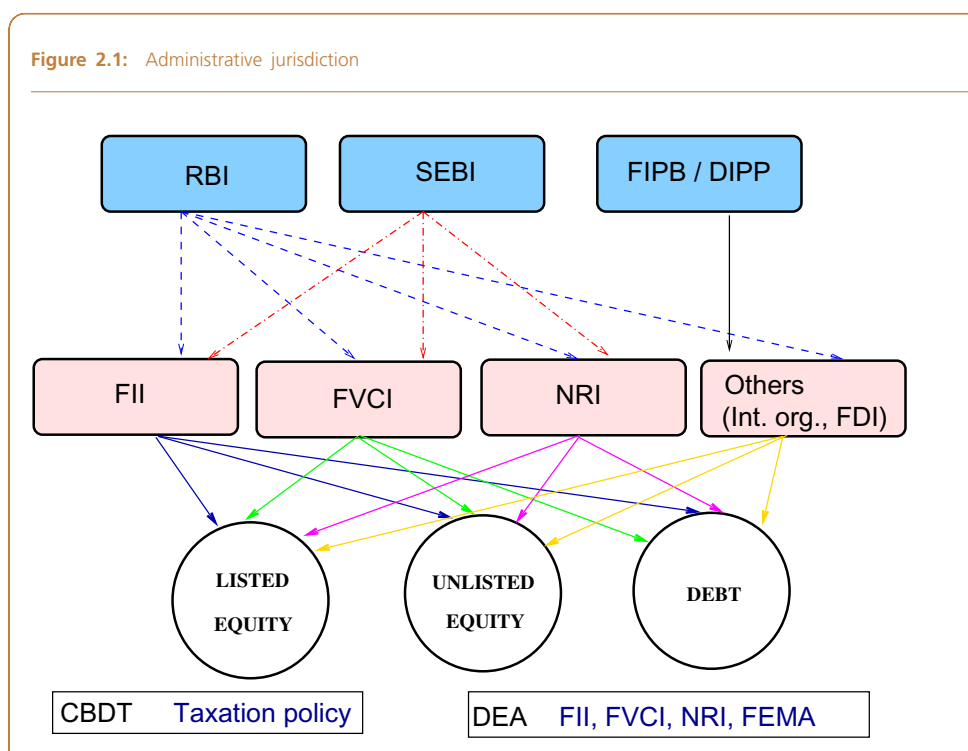 Figure 2.1: Administrative jurisdiction
RBI
SEBI
FIPB / DIPP
FII
FVCI
NRI
Others
(Int. org., FDI)
LISTED
EQUITY
UNLISTED
EQUITY
DEBT
CBDT Taxation policy
DEA FII, FVCI, NRI, FEMA